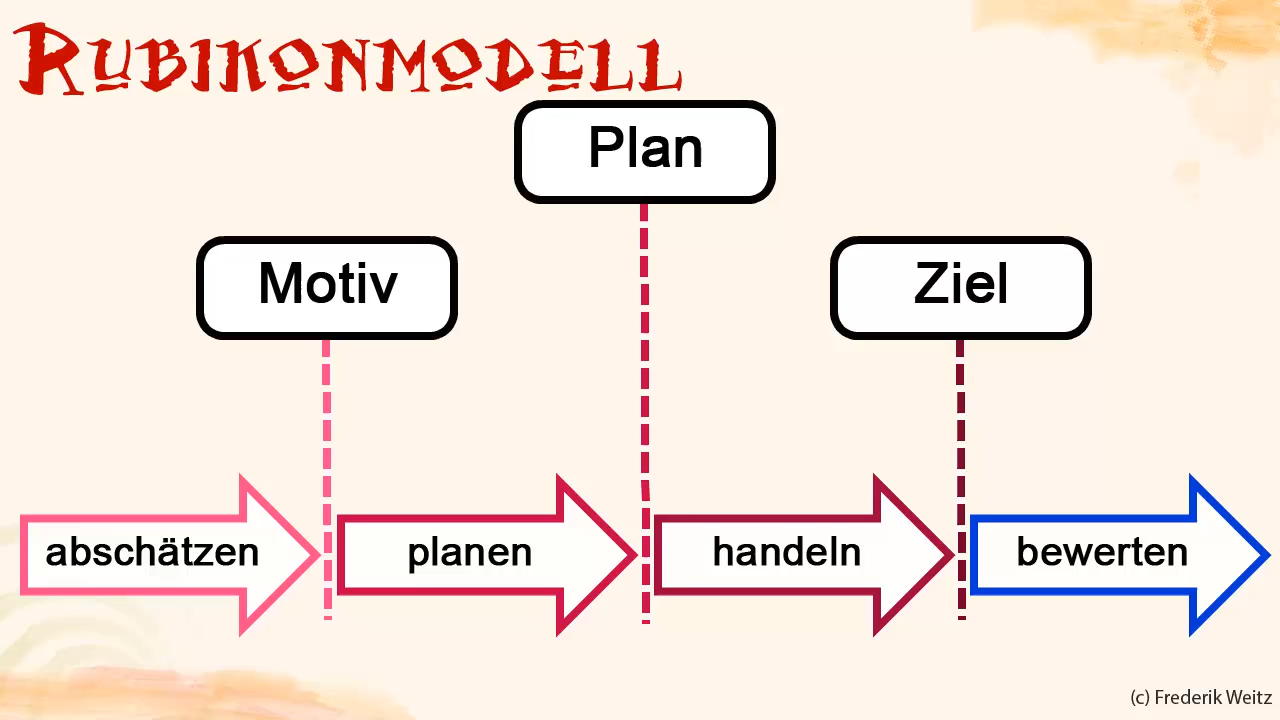 Rubikonmodell
Plan
Motiv
Ziel
abschätzen
planen
handeln
bewerten
(c) Frederik Weitz